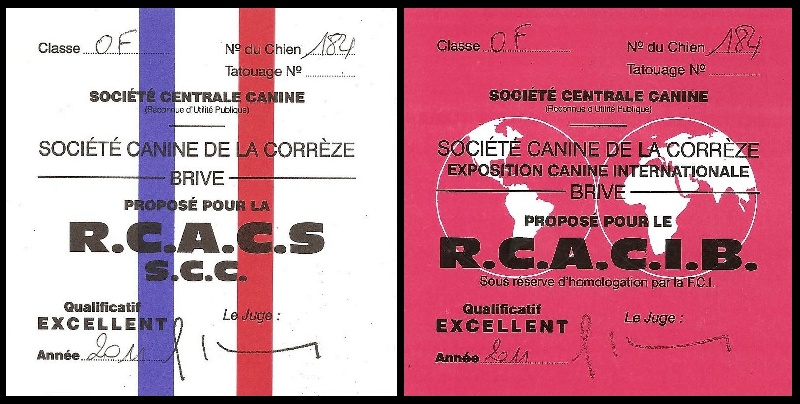 Classe OF
Nº du Chien 184
Tatouage Nº
SOCIÉTÉ CENTRALE CANINE
(Reconnue d'Utilité Publique)
SOCIÉTÉ CANINE DE LA CORRÈZE
BRIVE
PROPOSÉ POUR LA
R.C.A.C.S
S.C.C.
Qualificatif
EXCELLENT
Le Juge :
Année 2011
Classe OF
Nº du Chien 184
Tatouage Nº
SOCIÉTÉ CENTRALE CANINE
(Reconnue d'Utilité Publique)
SOCIÉTÉ CANINE DE LA CORRÈZE
EXPOSITION CANINE INTERNATIONALE
BRIVE
PROPOSÉ POUR LE
R.C.A.C.I.B.
Sous réserve d'homologation par la F.C.I.
Qualificatif
EXCELLENT
Le Juge :
Année 2011